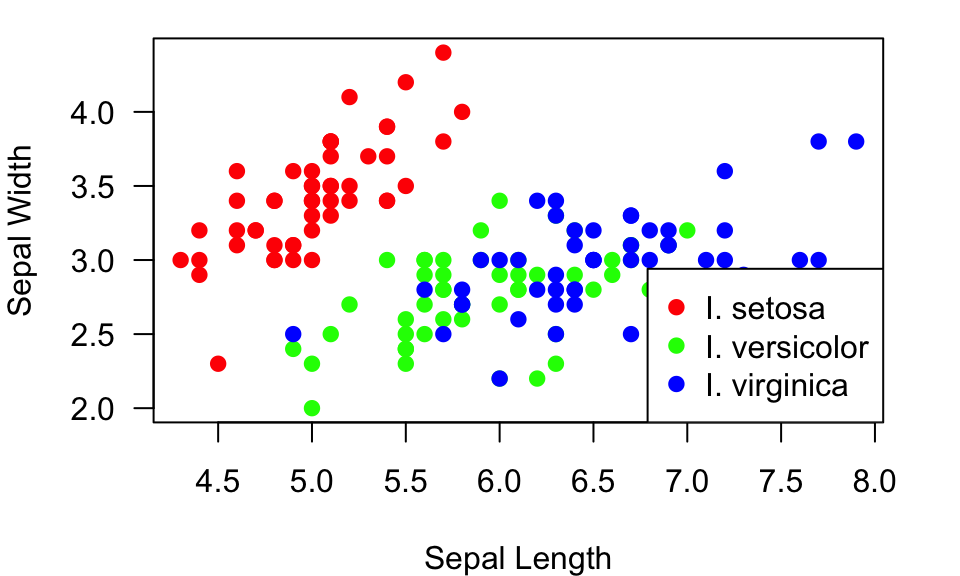 Sepal Width
4.0
3.5
3.0
2.5
2.0
I. setosa
I. versicolor
I. virginica
4.5 5.0 5.5 6.0 6.5 7.0 7.5 8.0
Sepal Length